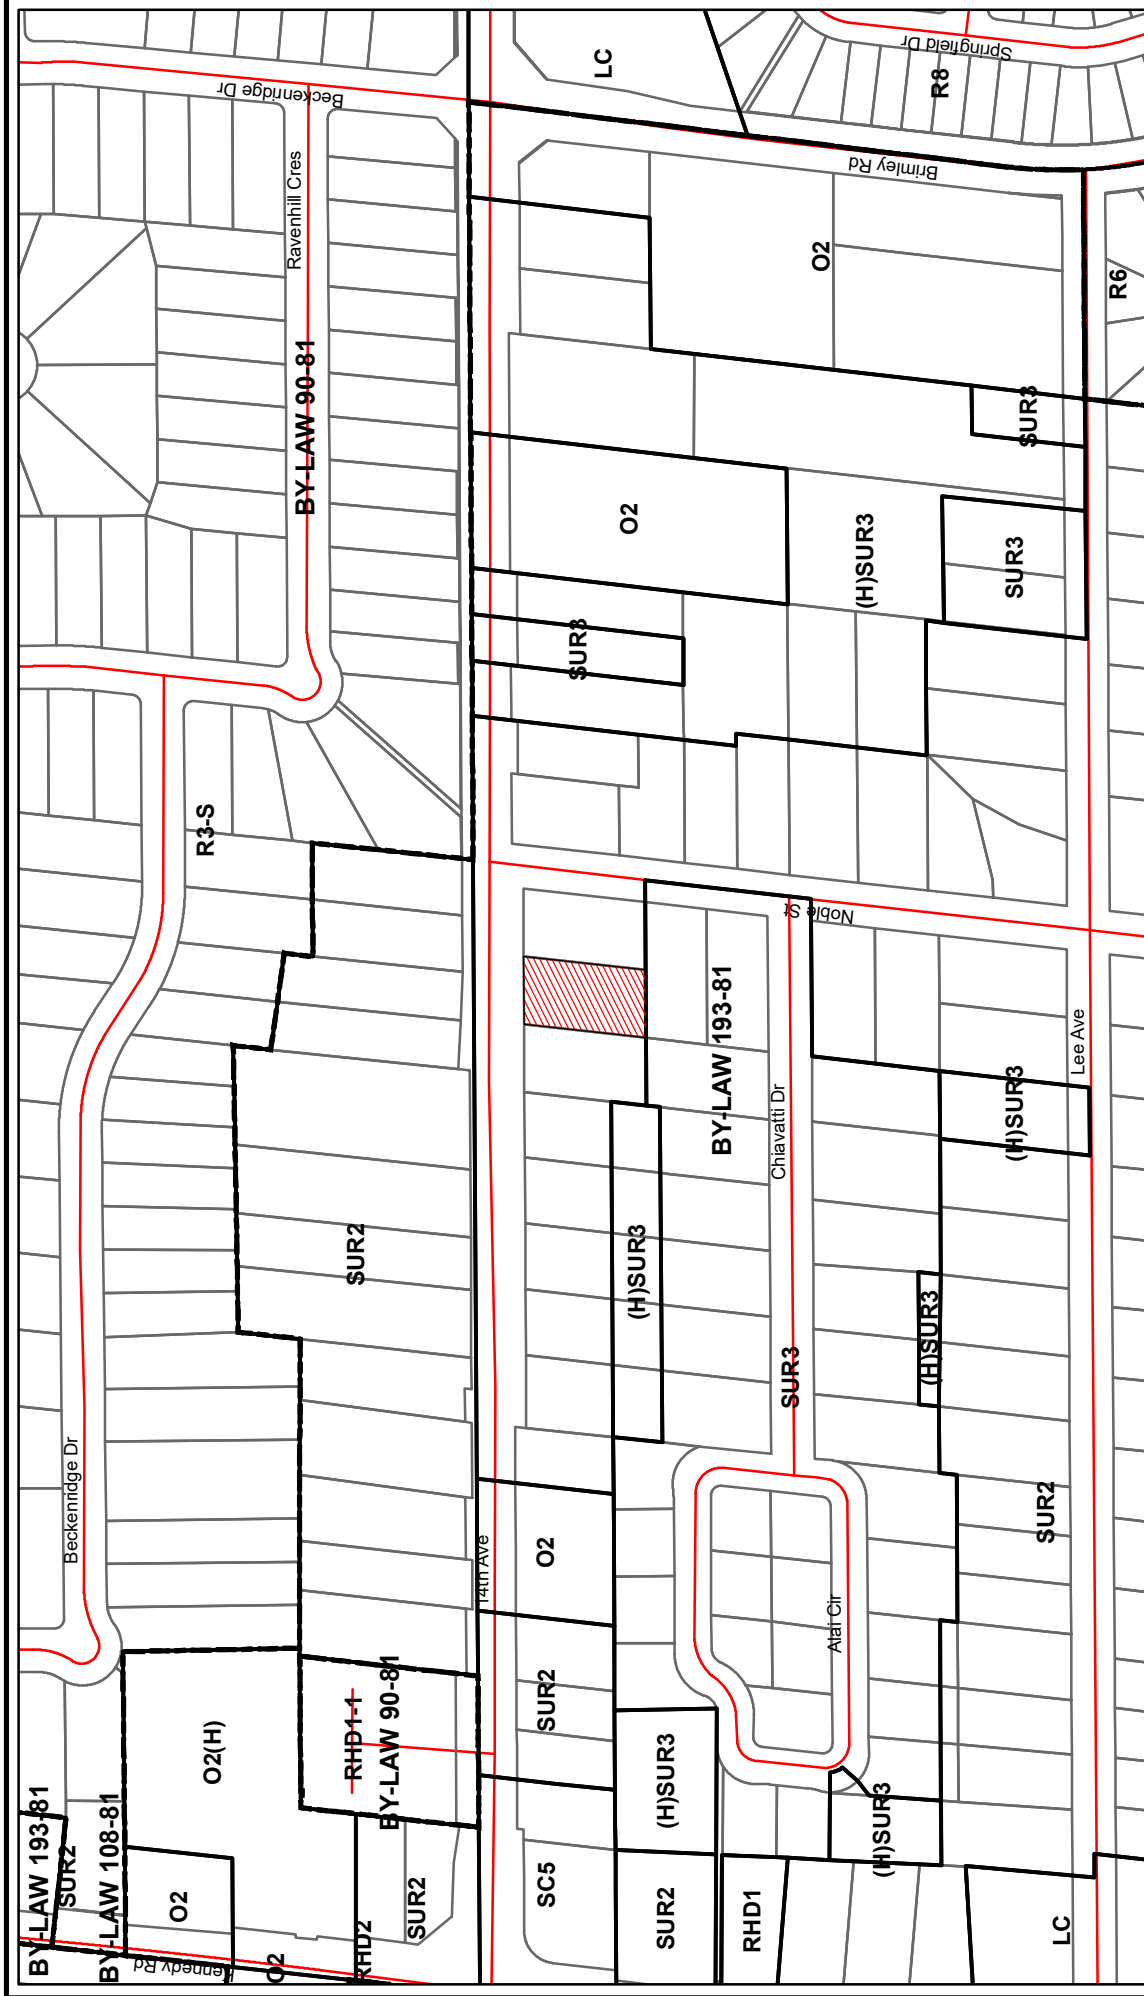 LC
Springfield Dr
R8
Beckenridge Dr
Ravenhill Cres
Brimley Rd
O2
R6
BY-LAW 90-81
SUR3
O2
(H)SUR3
SUR3
SUR3
R3-S
Noble St
BY-LAW 193-81
Lee Ave
Chiavatti Dr
(H)SUR3
SUR2
(H)SUR3
(H)SUR3
SUR3
Beckenridge Dr
14th Ave
O2
SUR2
Alai Cir
SUR2
O2(H)
RHD1-1
BY-LAW 90-81
(H)SUR3
(H)SUR3
BY-LAW 193-81
SUR2
BY-LAW 108-81
O2
SUR2
SC5
SUR2
RHD1
LC
Kennedy Rd
O2
RHD2